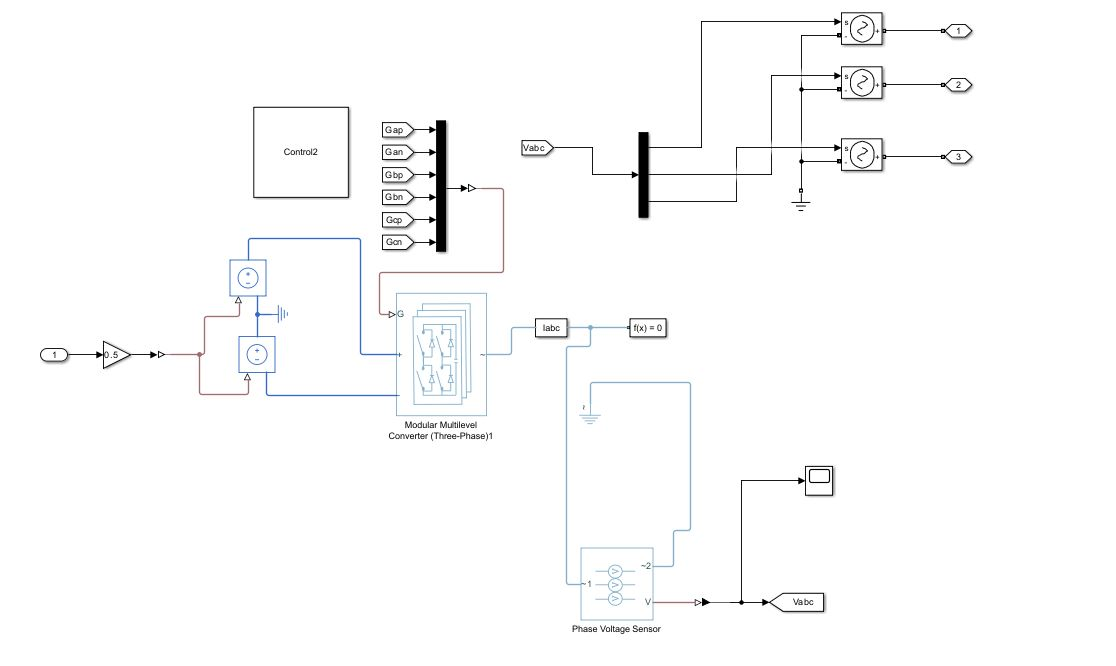 s
-
+
1
s
-
+
2
s
-
+
3
Vabc
Control2
Gap
Gan
Gbp
Gbn
Gcp
Gcn
+
−
+
−
1
0.5
G
+
~
Iabc
f(x) = 0
Modular Multilevel
Converter (Three-Phase)1
~1
~2
V
Vabc
Phase Voltage Sensor